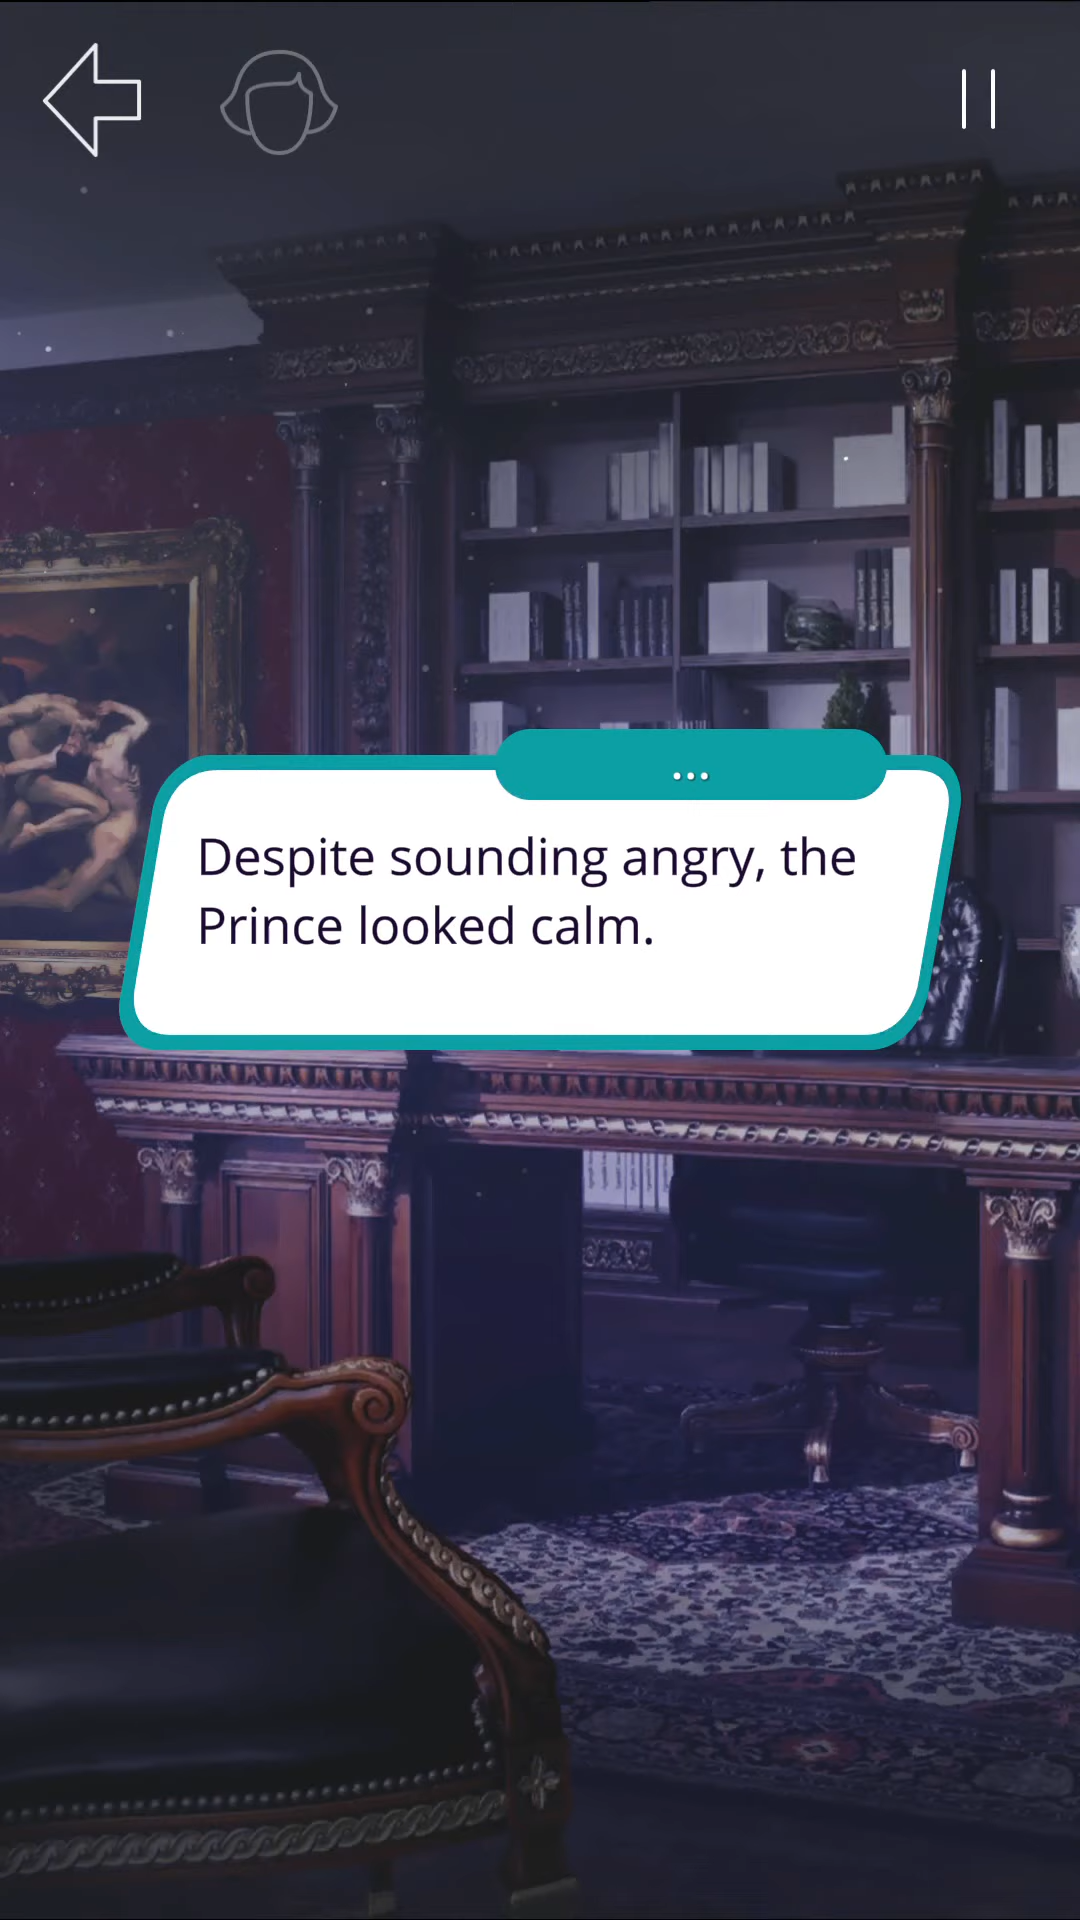 ...
Despite sounding angry, the
Prince looked calm.